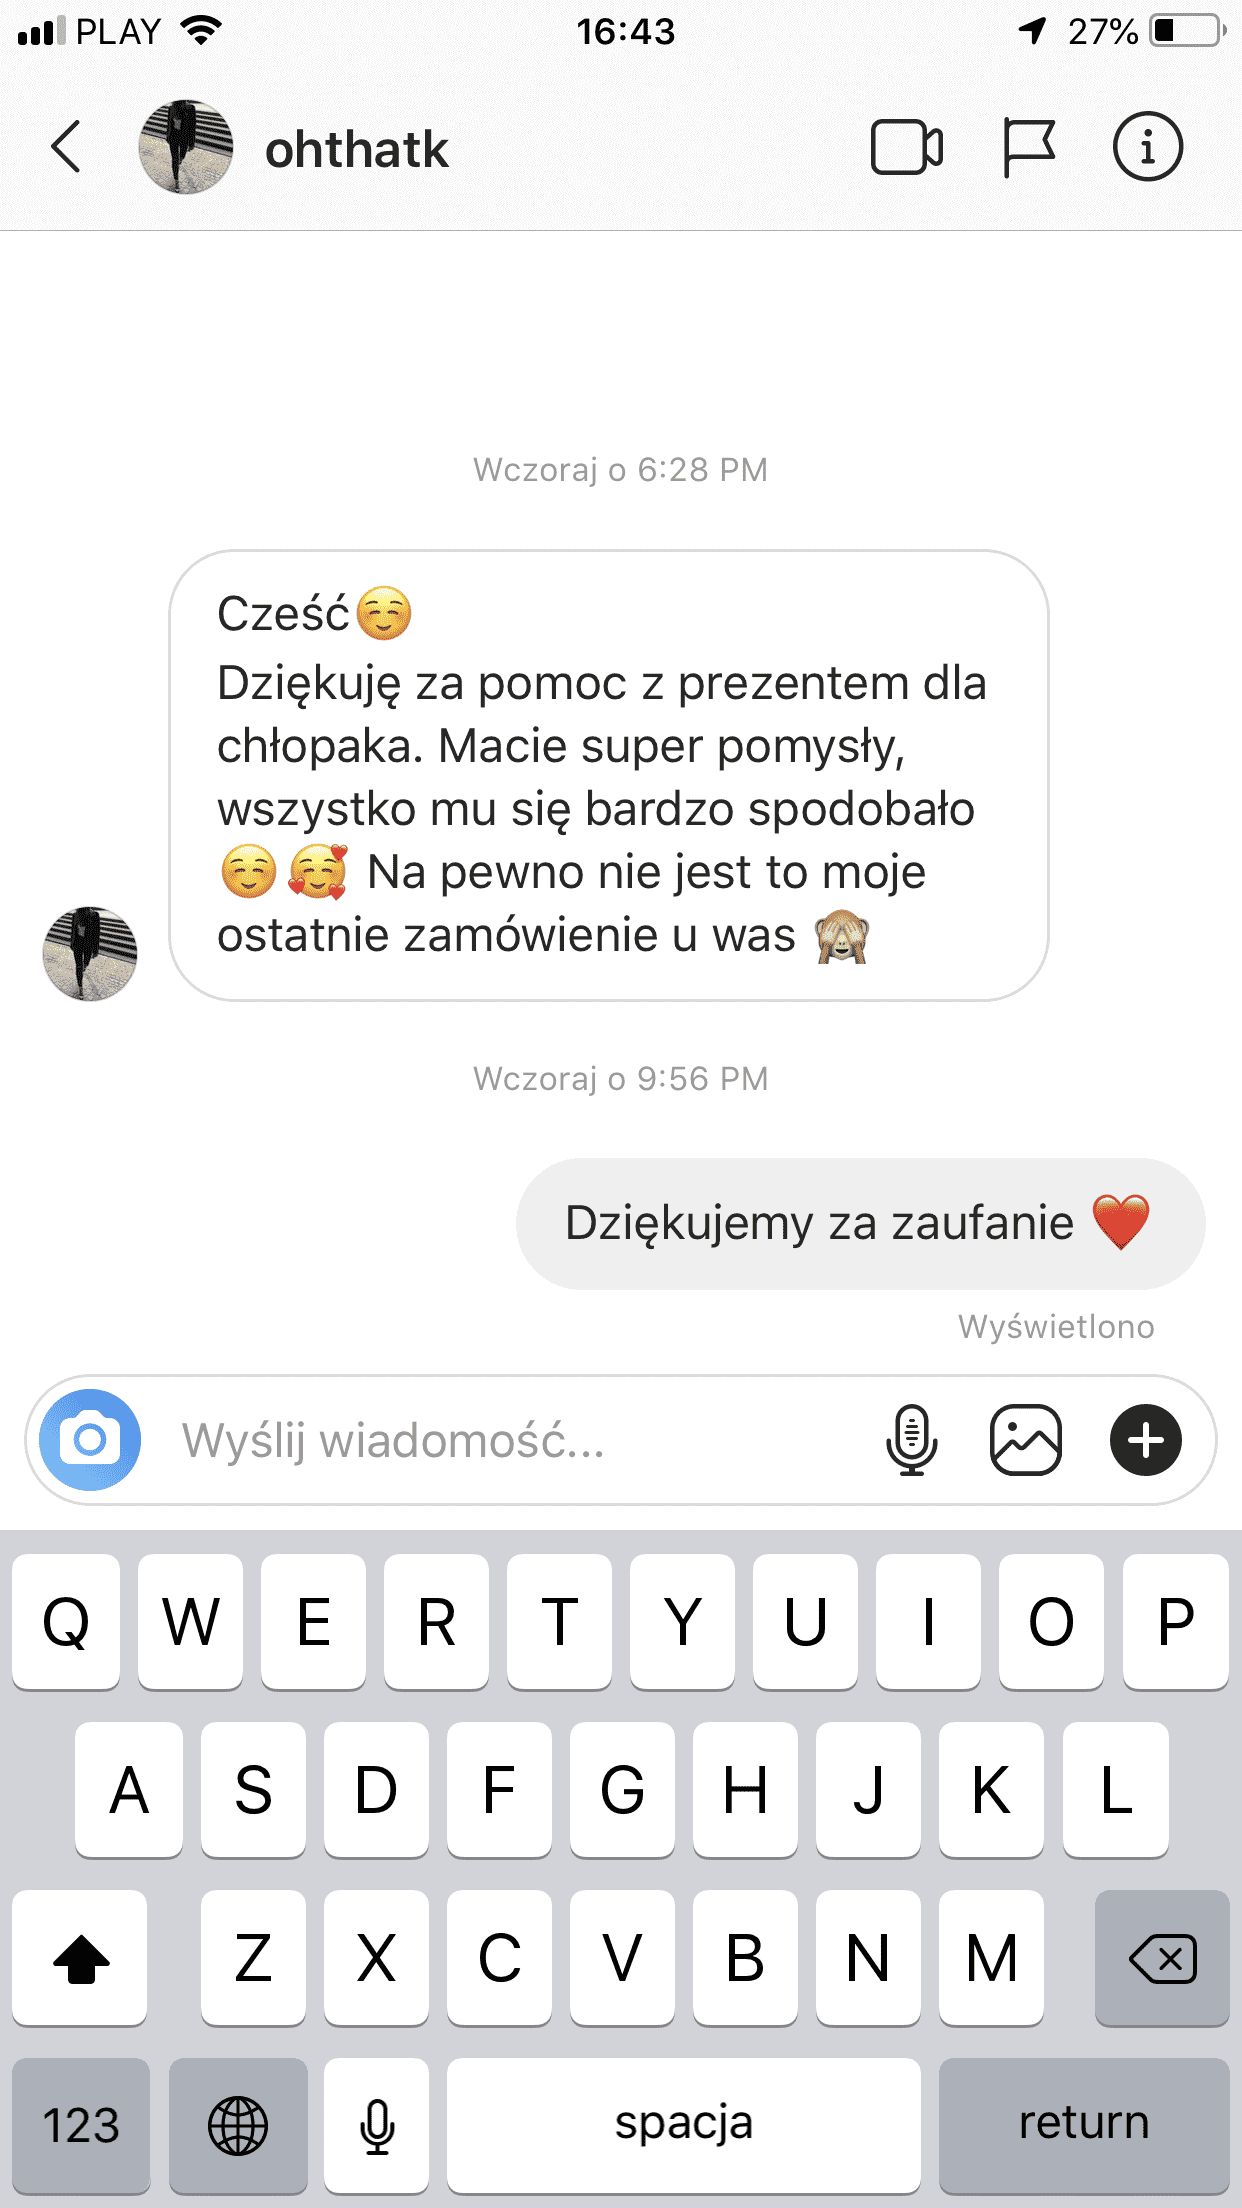 PLAY 16:43 27%
ohthatk
Wczoraj o 6:28 PM
Cześć☺️
Dziękuję za pomoc z prezentem dla
chłopaka. Macie super pomysły,
wszystko mu się bardzo spodobało
☺️🥰 Na pewno nie jest to moje
ostatnie zamówienie u was 🙈
Wczoraj o 9:56 PM
Dziękujemy za zaufanie ❤️
Wyświetlono
Wyślij wiadomość...
Q W E R T Y U I O P
A S D F G H J K L
Z X C V B N M
123 spacja return